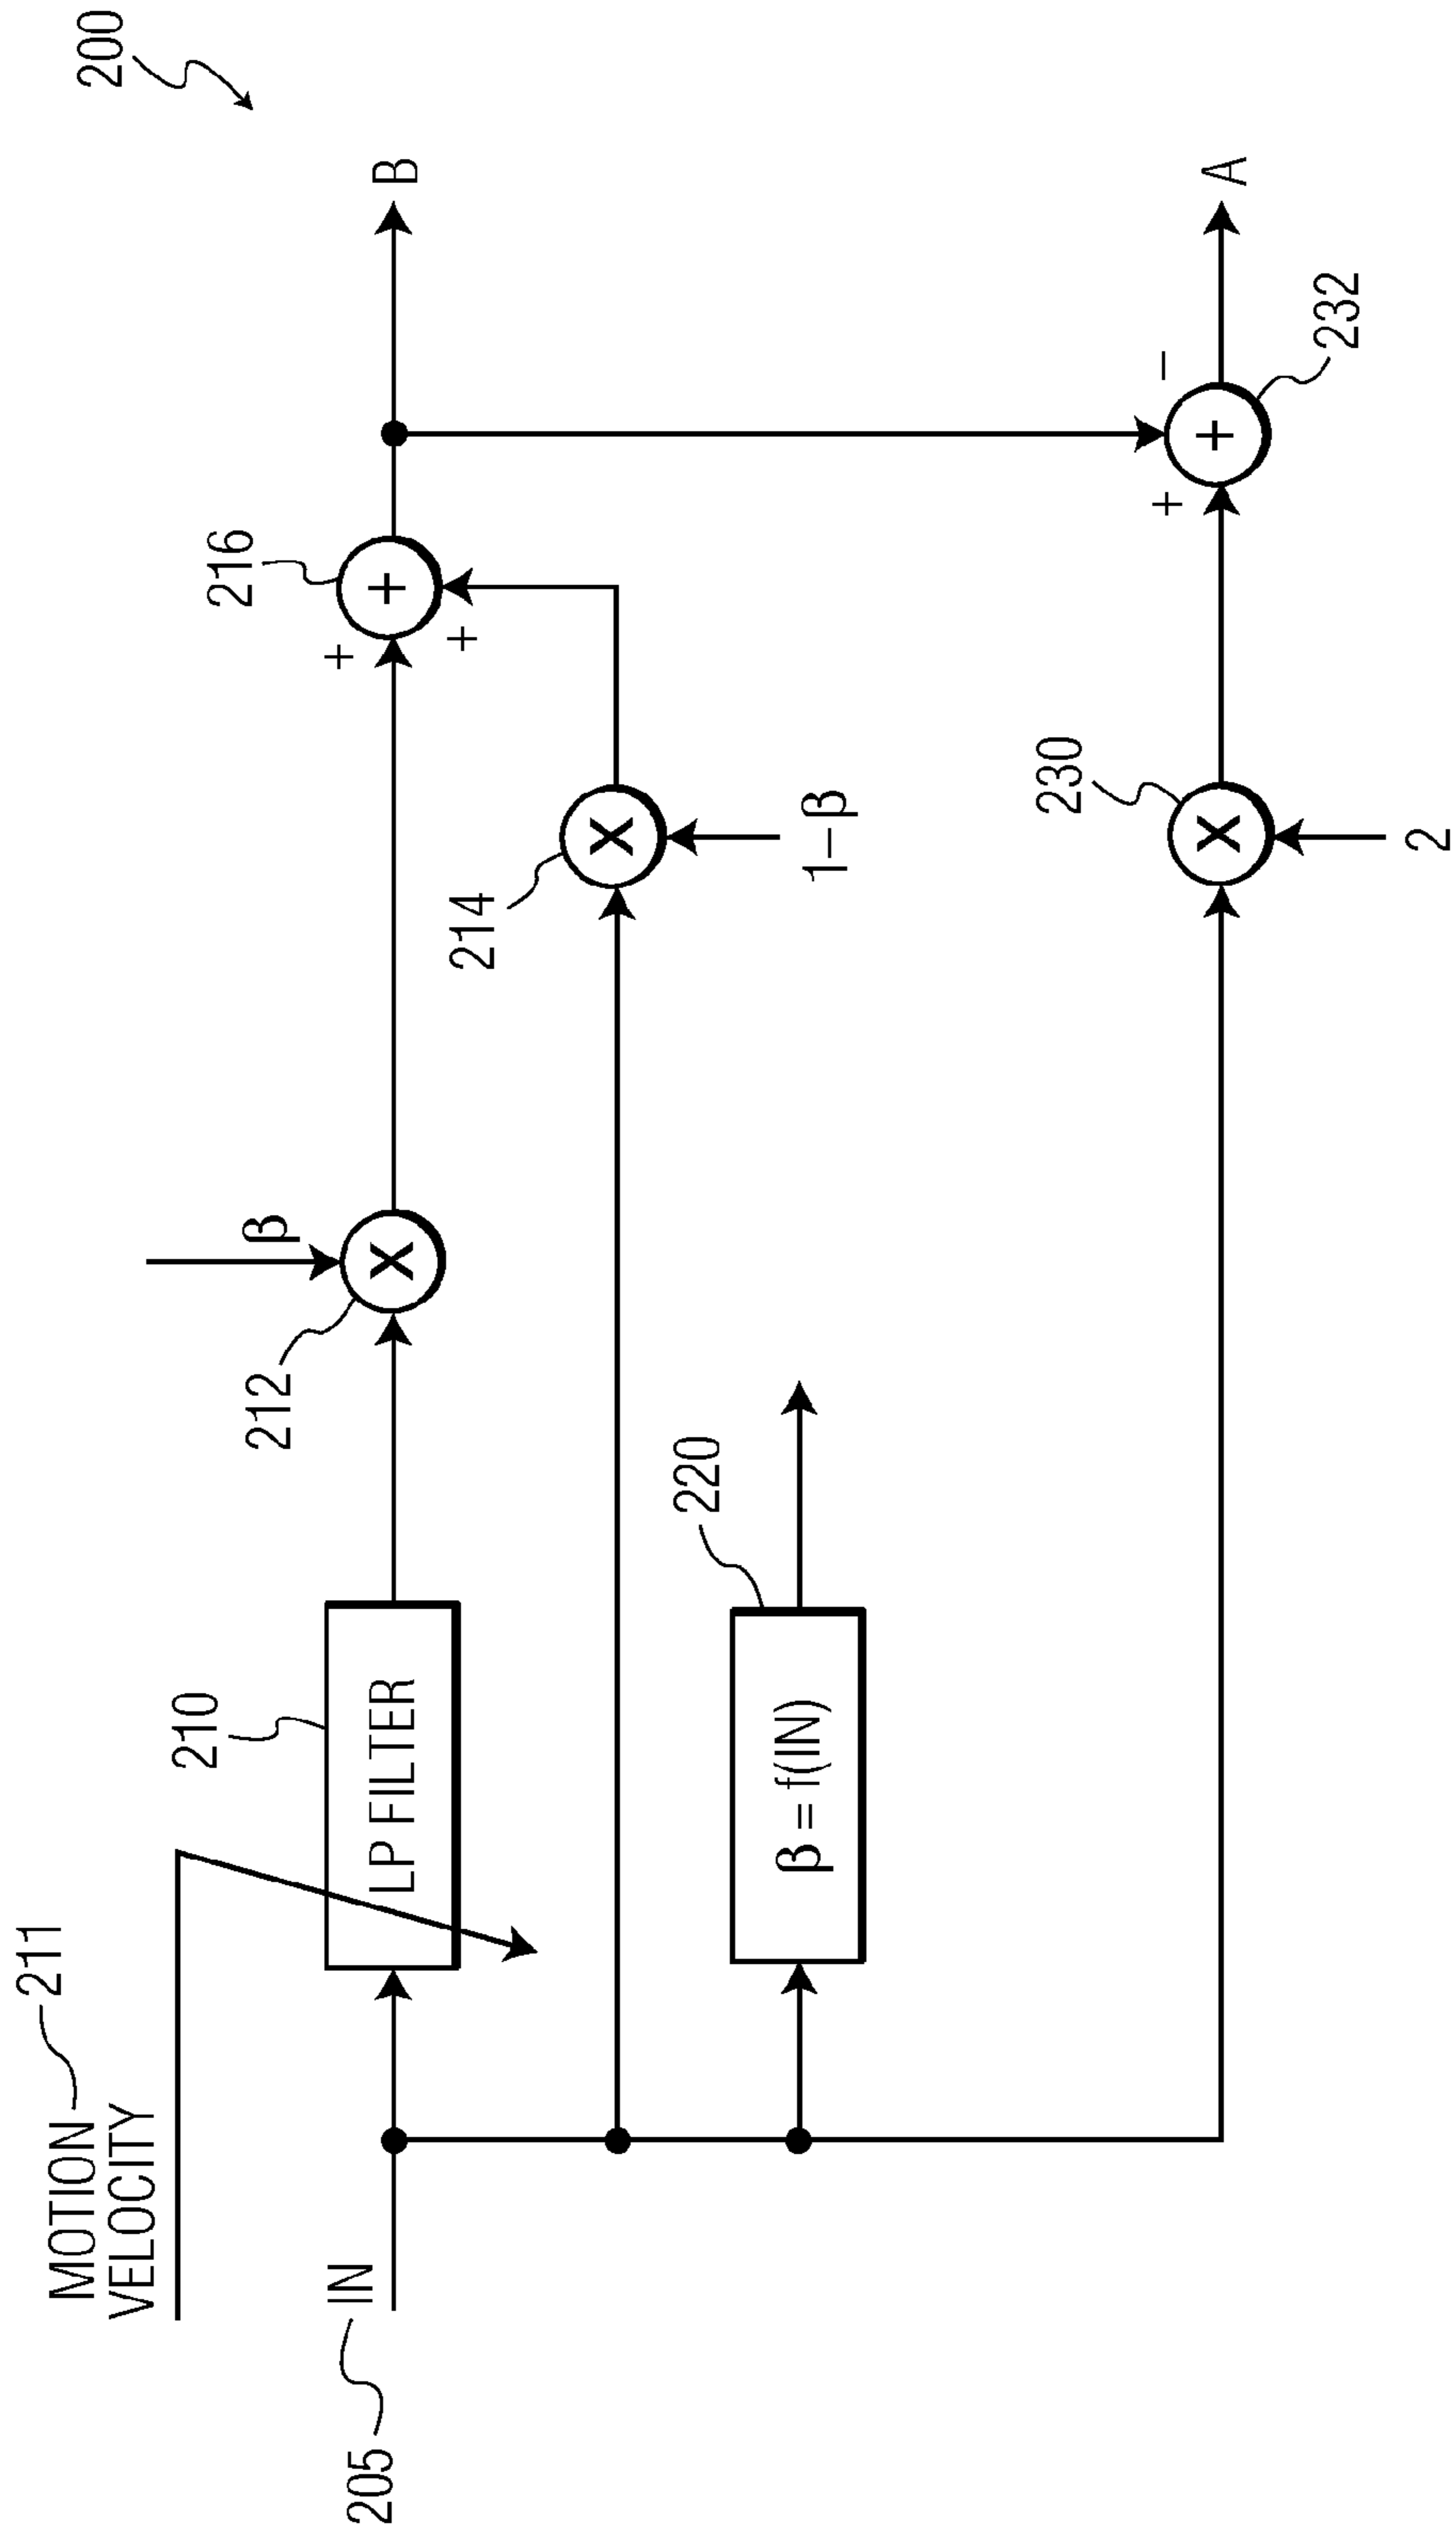 200
MOTION
VELOCITY
211
205
IN
210
LP FILTER
212
β
X
216
+
+
+
B
214
X
1–β
220
β = f(IN)
230
X
2
232
+
+
–
A